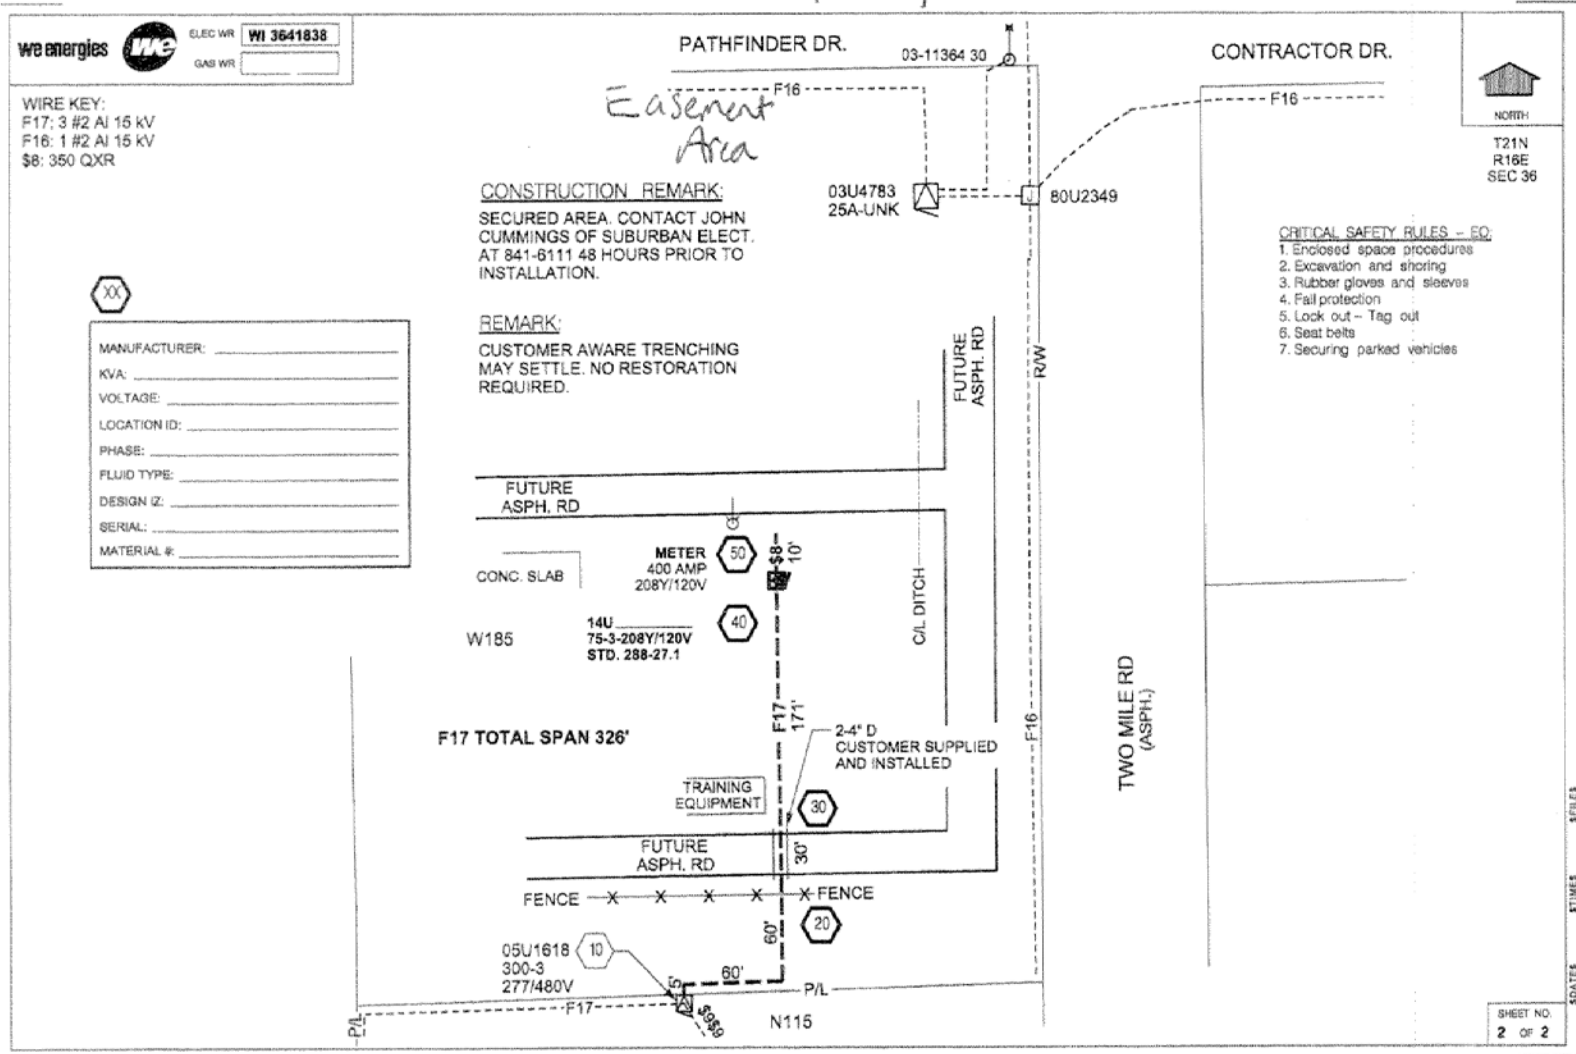 we energies
we
ELEC WR WI 3641838
GAS WR
WIRE KEY:
F17: 3 #2 Al 15 kV
F16: 1 #2 Al 15 kV
$8: 350 QXR
PATHFINDER DR.
03-11364 30
CONTRACTOR DR.
F16
F16
NORTH
T21N
R16E
SEC 36
Easement
Area
03U4783
25A-UNK
J
80U2349
CONSTRUCTION REMARK:
SECURED AREA. CONTACT JOHN
CUMMINGS OF SUBURBAN ELECT.
AT 841-6111 48 HOURS PRIOR TO
INSTALLATION.
REMARK:
CUSTOMER AWARE TRENCHING
MAY SETTLE. NO RESTORATION
REQUIRED.
CRITICAL SAFETY RULES - EO:
1. Enclosed space procedures
2. Excavation and shoring
3. Rubber gloves and sleeves
4. Fall protection
5. Lock out - Tag out
6. Seat belts
7. Securing parked vehicles
XX
MANUFACTURER:
KVA:
VOLTAGE:
LOCATION ID:
PHASE:
FLUID TYPE:
DESIGN IZ:
SERIAL:
MATERIAL #:
FUTURE
ASPH. RD
R/W
FUTURE
ASPH. RD
METER
400 AMP
208Y/120V
50
$8
10'
CONC. SLAB
C/L DITCH
W185
14U
75-3-208Y/120V
STD. 288-27.1
40
F17
171'
F16
TWO MILE RD
(ASPH.)
F17 TOTAL SPAN 326'
2-4" D
CUSTOMER SUPPLIED
AND INSTALLED
TRAINING
EQUIPMENT
30
FUTURE
ASPH. RD
30'
FENCE X X X X X FENCE
20
60'
05U1618
300-3
277/480V
10
5'
60'
P/L
P/L
F17
$9$9
N115
$FILE$
$TIME$
$DATE$
SHEET NO.
2 OF 2